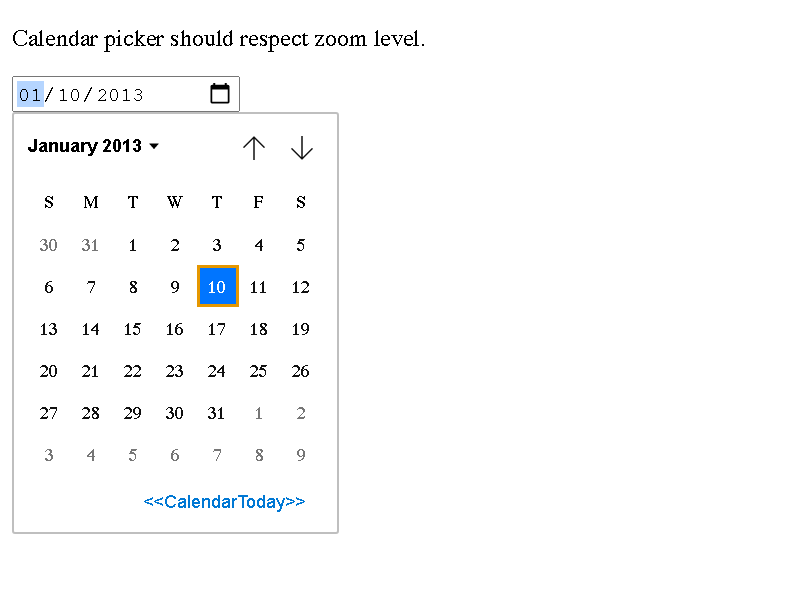 Calendar picker should respect zoom level.
01/10/2013
January 2013
S M T W T F S
30 31 1 2 3 4 5
6 7 8 9 10 11 12
13 14 15 16 17 18 19
20 21 22 23 24 25 26
27 28 29 30 31 1 2
3 4 5 6 7 8 9
<<CalendarToday>>